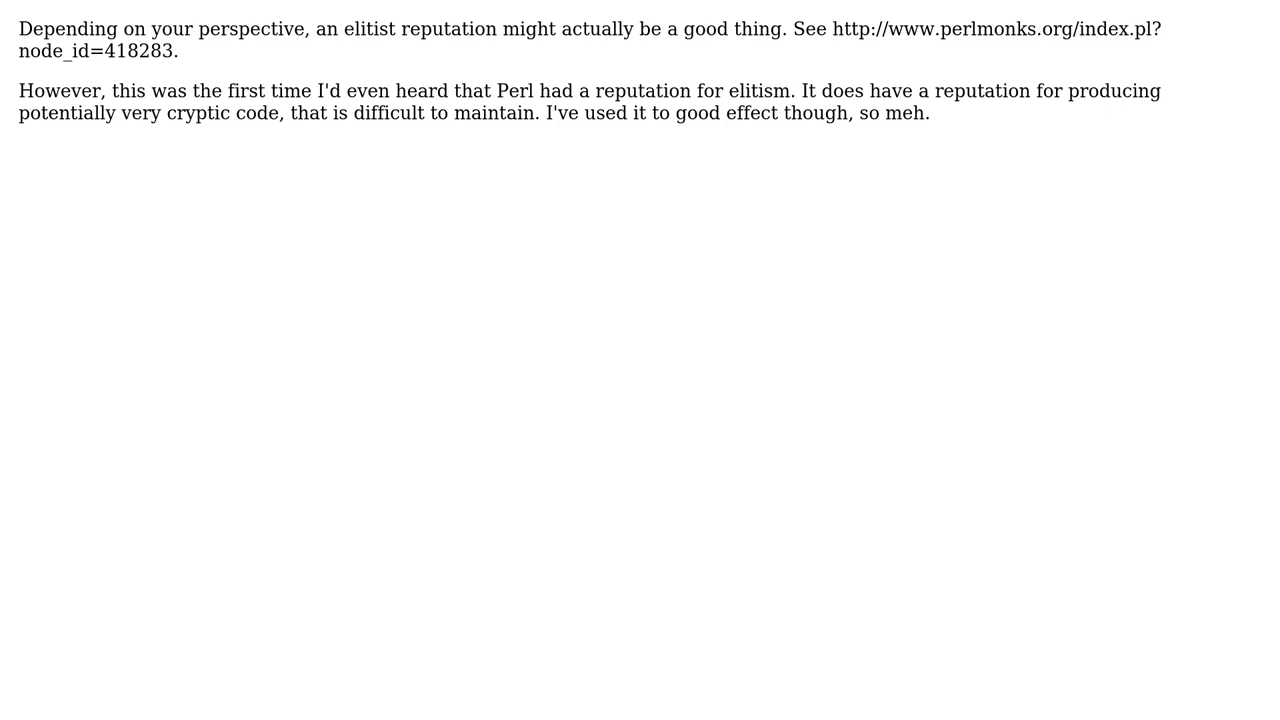 Depending on your perspective, an elitist reputation might actually be a good thing. See http://www.perlmonks.org/index.pl?
node_id=418283.
However, this was the first time I'd even heard that Perl had a reputation for elitism. It does have a reputation for producing
potentially very cryptic code, that is difficult to maintain. I've used it to good effect though, so meh.